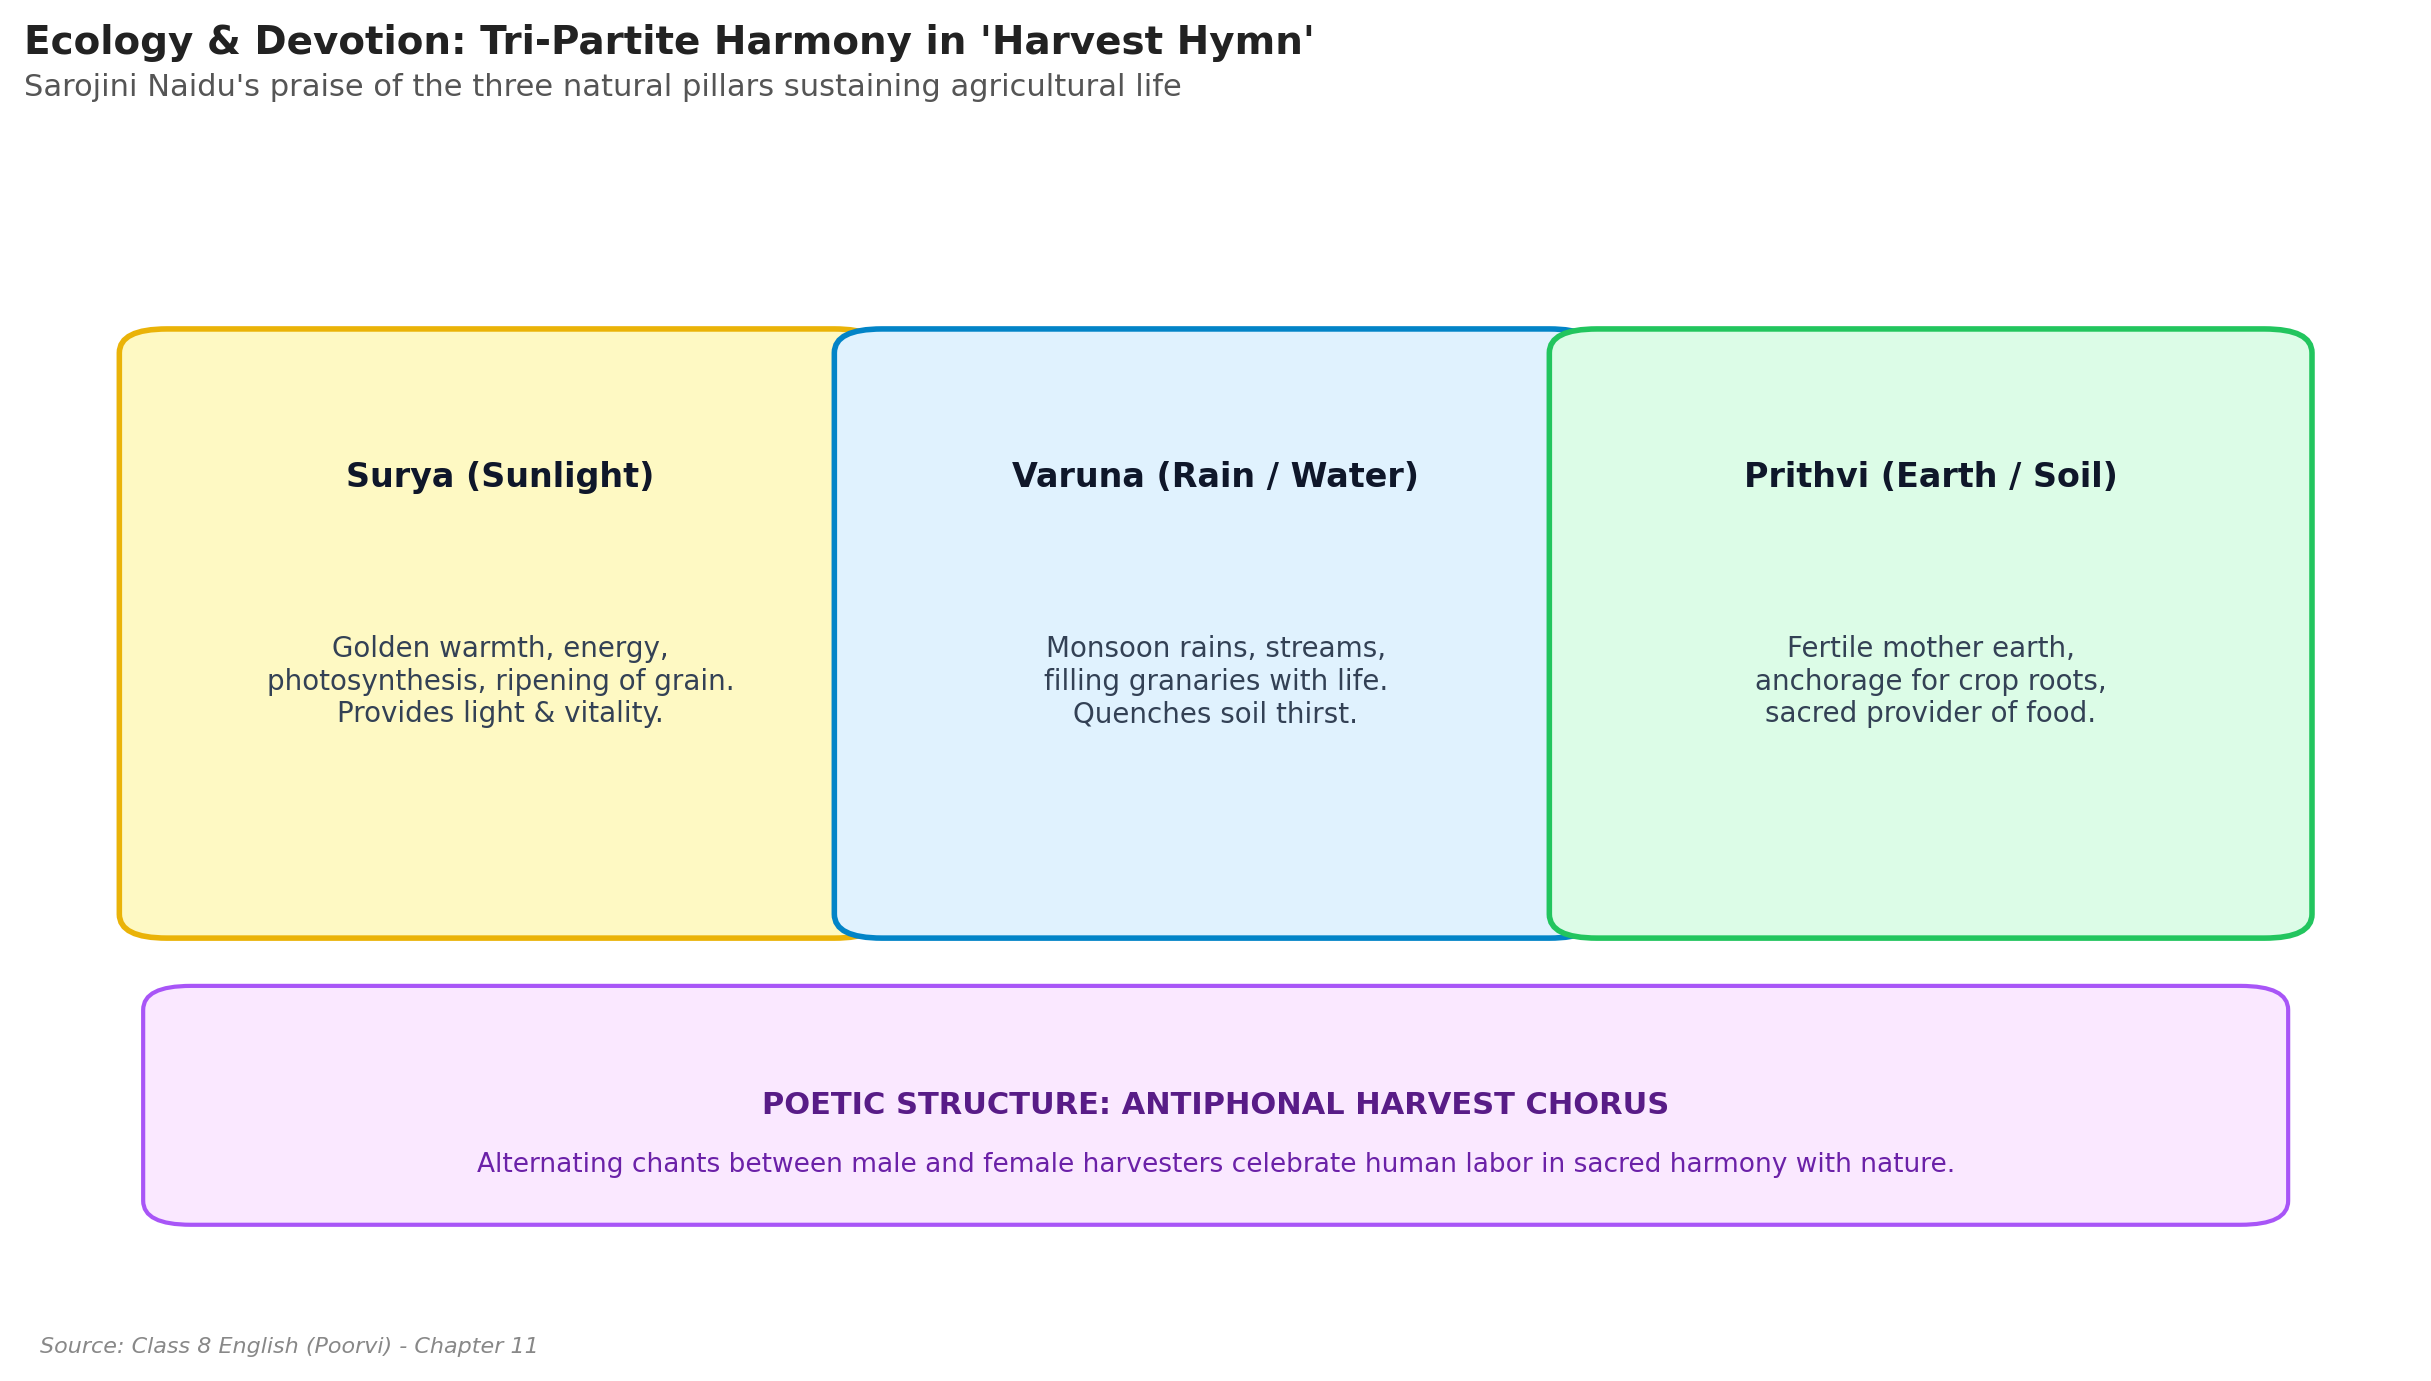 Ecology & Devotion: Tri-Partite Harmony in 'Harvest Hymn'
Sarojini Naidu's praise of the three natural pillars sustaining agricultural life
Surya (Sunlight)
Golden warmth, energy,
photosynthesis, ripening of grain.
Provides light & vitality.
Varuna (Rain / Water)
Monsoon rains, streams,
filling granaries with life.
Quenches soil thirst.
Prithvi (Earth / Soil)
Fertile mother earth,
anchorage for crop roots,
sacred provider of food.
POETIC STRUCTURE: ANTIPHONAL HARVEST CHORUS
Alternating chants between male and female harvesters celebrate human labor in sacred harmony with nature.
Source: Class 8 English (Poorvi) - Chapter 11